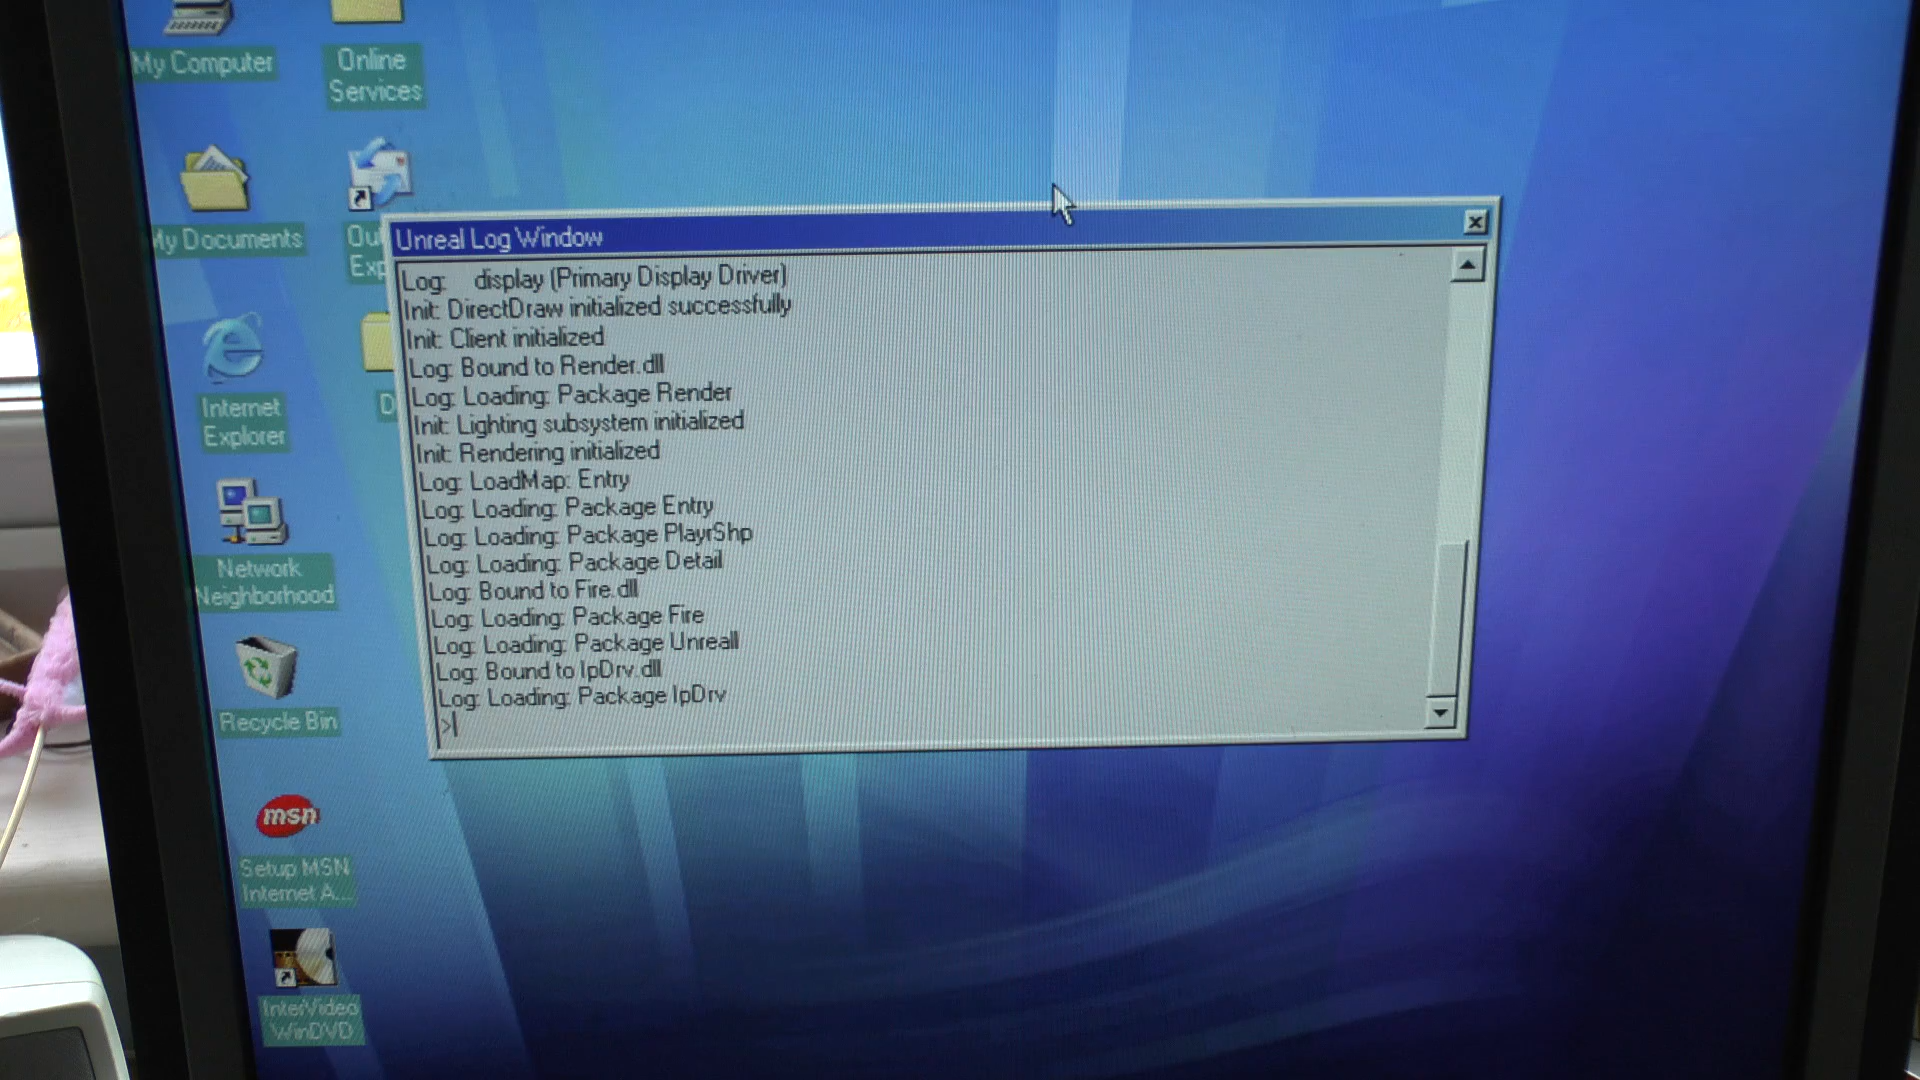 My Computer
Online
Services
My Documents
Unreal Log Window
Log: display (Primary Display Driver)
Init: DirectDraw initialized successfully
Init: Client initialized
Log: Bound to Render.dll
Log: Loading: Package Render
Init: Lighting subsystem initialized
Init: Rendering initialized
Log: LoadMap: Entry
Log: Loading: Package Entry
Log: Loading: Package PlayrShp
Log: Loading: Package Detail
Log: Bound to Fire.dll
Log: Loading: Package Fire
Log: Loading: Package UnrealI
Log: Bound to IpDrv.dll
Log: Loading: Package IpDrv
>
Ou
Exp
D
Internet
Explorer
Network
Neighborhood
Recycle Bin
msn
Setup MSN
Internet A...
InterVideo
WinDVD